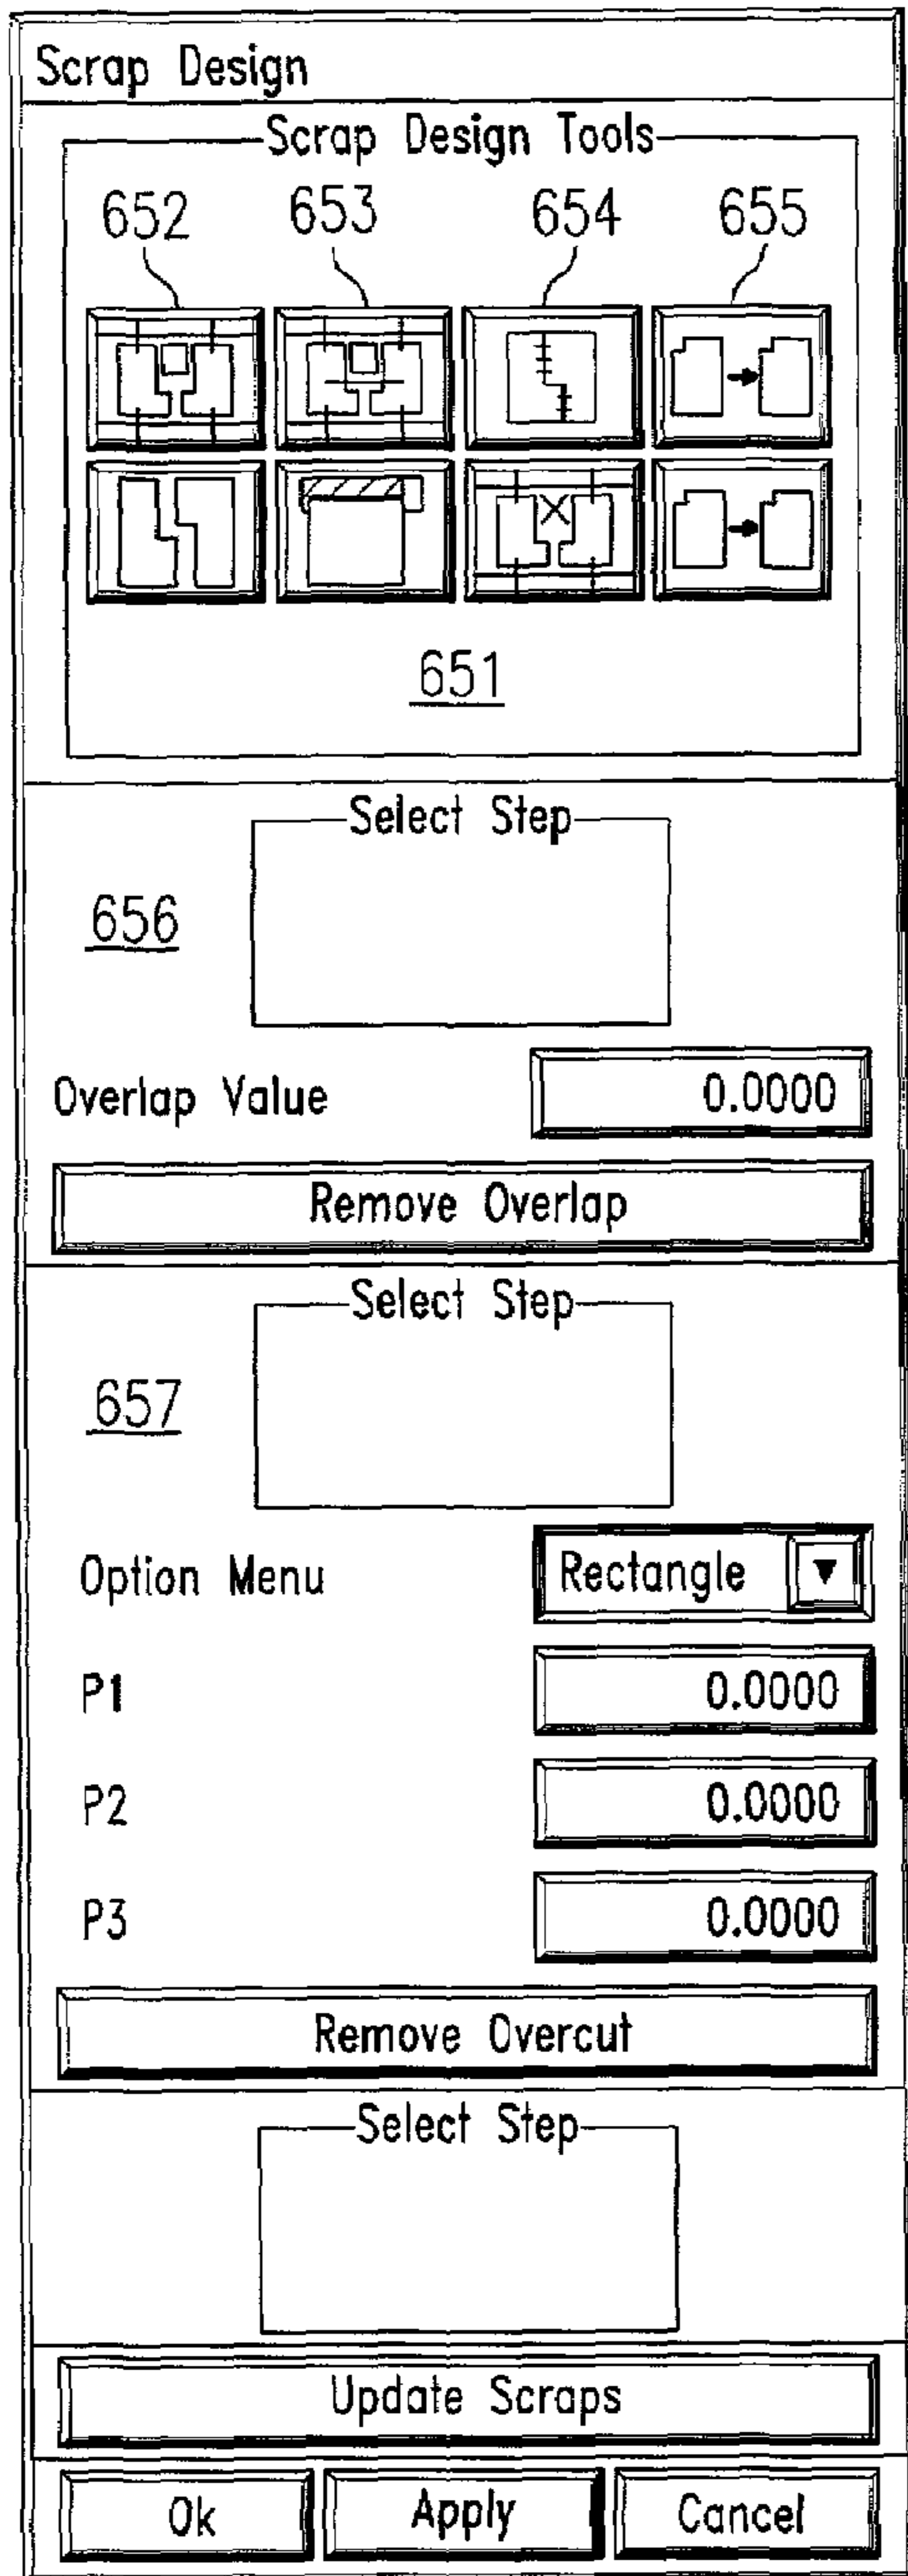 Scrap Design
Scrap Design Tools
652 653 654 655
651
Select Step
656
Overlap Value 0.0000
Remove Overlap
Select Step
657
Option Menu Rectangle
P1 0.0000
P2 0.0000
P3 0.0000
Remove Overcut
Select Step
Update Scraps
Ok Apply Cancel